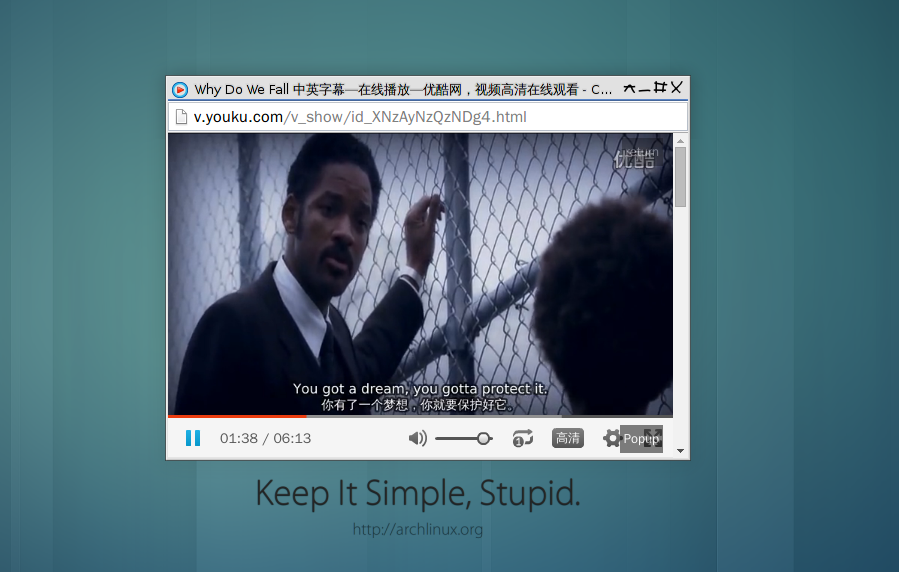 Why Do We Fall 中英字幕—在线播放—优酷网，视频高清在线观看 - C...
v.youku.com/v_show/id_XNzAyNzQzNDg4.html
return
优酷
You got a dream, you gotta protect it.
你有了一个梦想，你就要保护好它。
01:38 / 06:13
1
高清
Popup
Keep It Simple, Stupid.
http://archlinux.org